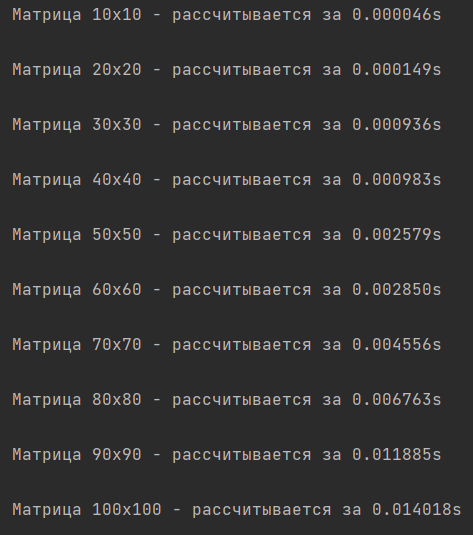 Матрица 10x10 - рассчитывается за 0.000046s
Матрица 20x20 - рассчитывается за 0.000149s
Матрица 30x30 - рассчитывается за 0.000936s
Матрица 40x40 - рассчитывается за 0.000983s
Матрица 50x50 - рассчитывается за 0.002579s
Матрица 60x60 - рассчитывается за 0.002850s
Матрица 70x70 - рассчитывается за 0.004556s
Матрица 80x80 - рассчитывается за 0.006763s
Матрица 90x90 - рассчитывается за 0.011885s
Матрица 100x100 - рассчитывается за 0.014018s